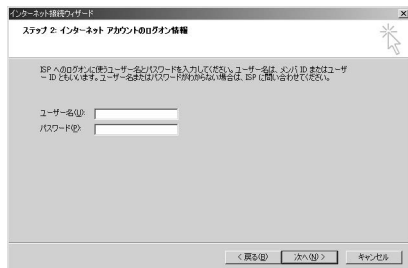 インターネット接続ウィザード
ステップ 2: インターネット アカウントのログオン情報
ISP へのログオンに使うユーザー名とパスワードを入力してください。ユーザー名は、メンバ ID またはユーザ
ー ID ともいいます。ユーザー名またはパスワードがわからない場合は、ISP に問い合わせてください。
ユーザー名(U):
パスワード(P):
< 戻る(B)
次へ(N) >
キャンセル